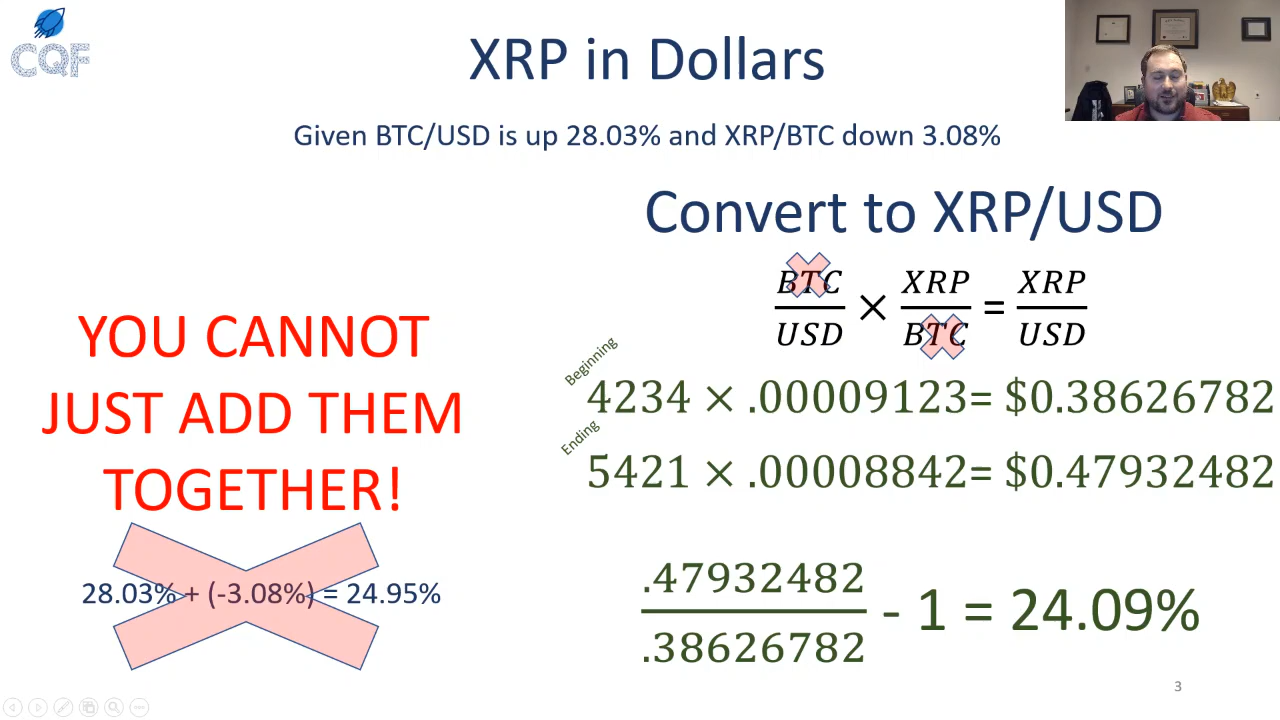 CQF
XRP in Dollars
Given BTC/USD is up 28.03% and XRP/BTC down 3.08%
Convert to XRP/USD
BTC/USD × XRP/BTC = XRP/USD
YOU CANNOT
JUST ADD THEM
TOGETHER!
28.03% + (-3.08%) = 24.95%
Beginning
4234 × .00009123= $0.38626782
Ending
5421 × .00008842= $0.47932482
.47932482
.38626782
- 1 = 24.09%
3